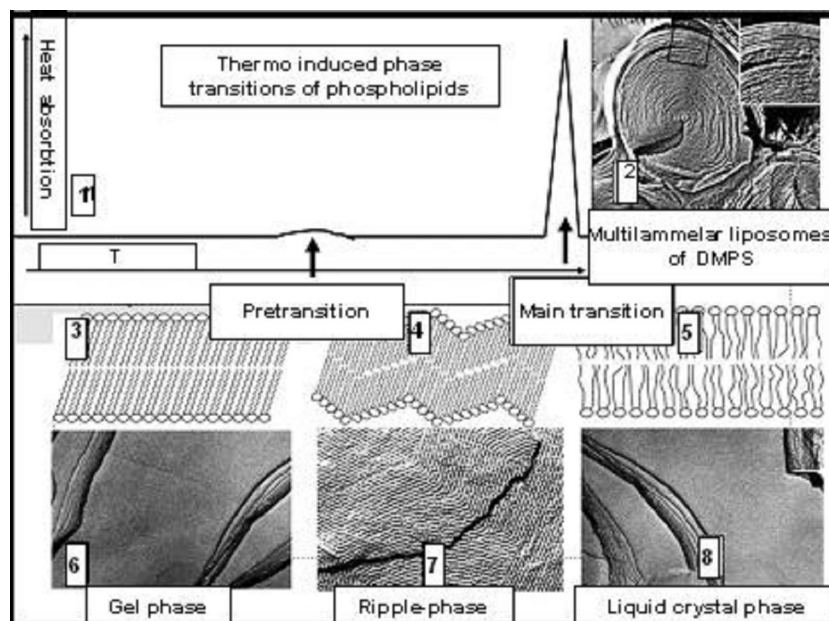 Heat absorbtion
Thermo induced phase
transitions of phospholipids
1
2
Multilammelar liposomes
of DMPS
T
Pretransition
Main transition
3
4
5
6
7
8
Gel phase
Ripple-phase
Liquid crystal phase